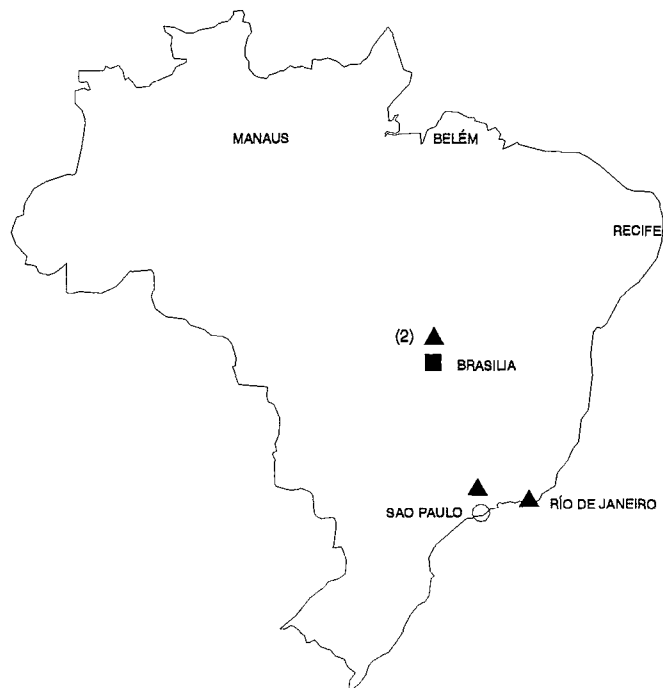 MANAUS
BELÉM
RECIFE
(2)
BRASILIA
SAO PAULO
RÍO DE JANEIRO